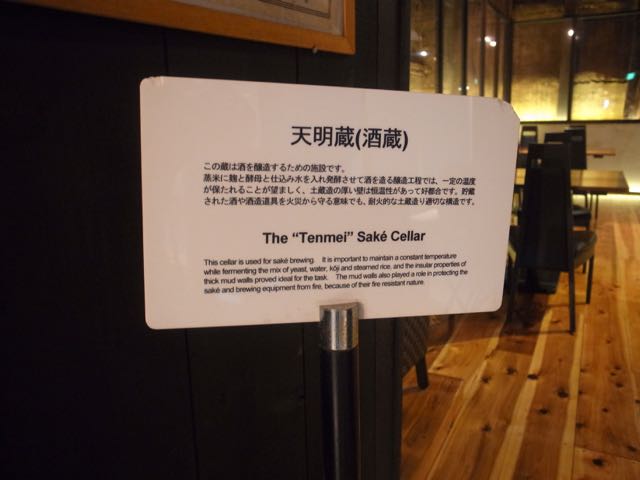 天明蔵(酒蔵)
この蔵は酒を醸造するための施設です。
蒸米に麹と酵母と仕込み水を入れ発酵させて酒を造る醸造工程では、一定の温度
が保たれることが望ましく、土蔵造の厚い壁は恒温性があって好都合です。貯蔵
された酒や酒造道具を火災から守る意味でも、耐火的な土蔵造り適切な構造です。
The “Tenmei” Saké Cellar
This cellar is used for saké brewing. It is important to maintain a constant temperature
while fermenting the mix of yeast, water, kōji and steamed rice, and the insular properties of
thick mud walls proved ideal for the task. The mud walls also played a role in protecting the
saké and brewing equipment from fire, because of their fire resistant nature.